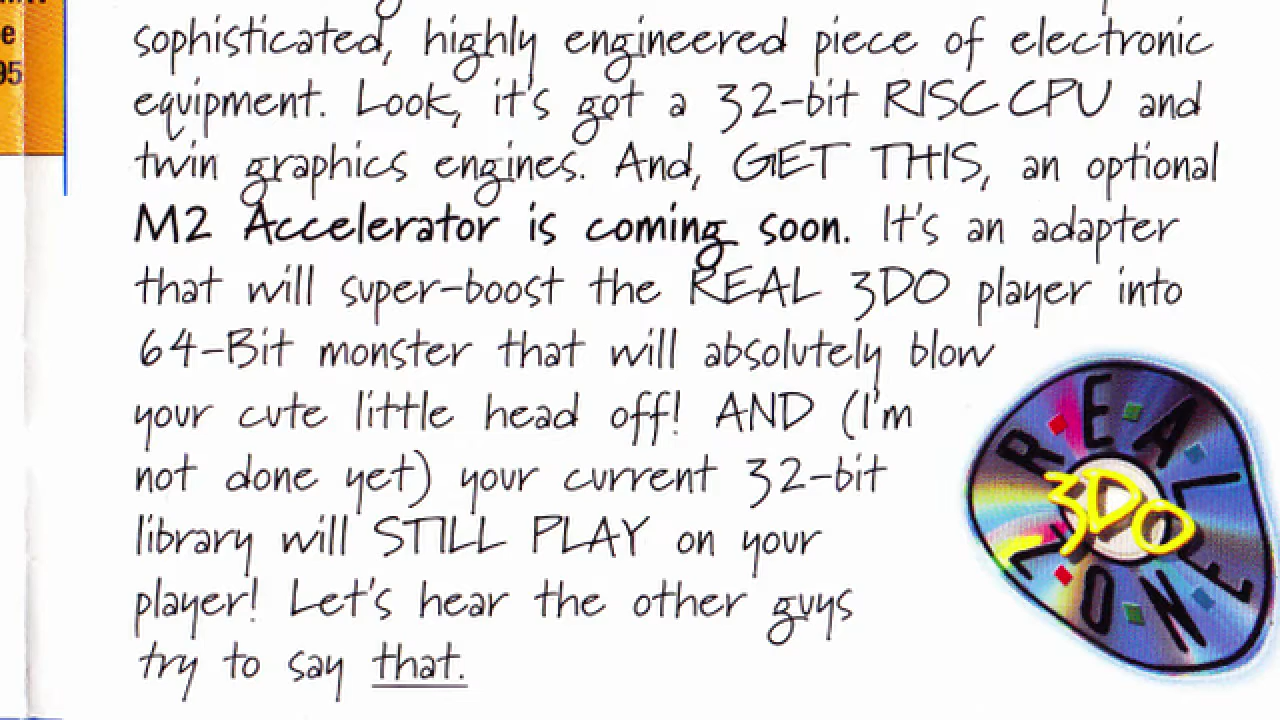 e
95
sophisticated, highly engineered piece of electronic
equipment. Look, it's got a 32-bit RISC CPU and
twin graphics engines. And, GET THIS, an optional
M2 Accelerator is coming soon. It's an adapter
that will super-boost the REAL 3DO player into
64-Bit monster that will absolutely blow
your cute little head off! AND (I'm
not done yet) your current 32-bit
library will STILL PLAY on your
player! Let's hear the other guys
try to say that.
REAL
3DO
ZONE